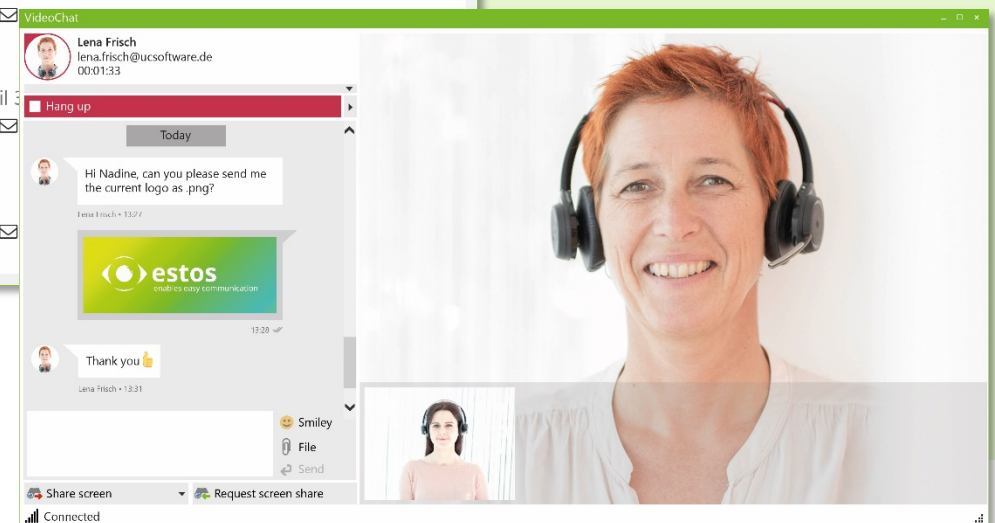 VideoChat
Lena Frisch
lena.frisch@ucsoftware.de
00:01:33
il 3
Hang up
Today
Hi Nadine, can you please send me
the current logo as .png?
Lena Frisch • 13:27
estos
enables easy communication
13:28
Thank you
Lena Frisch • 13:31
Smiley
File
Send
Share screen
Request screen share
Connected